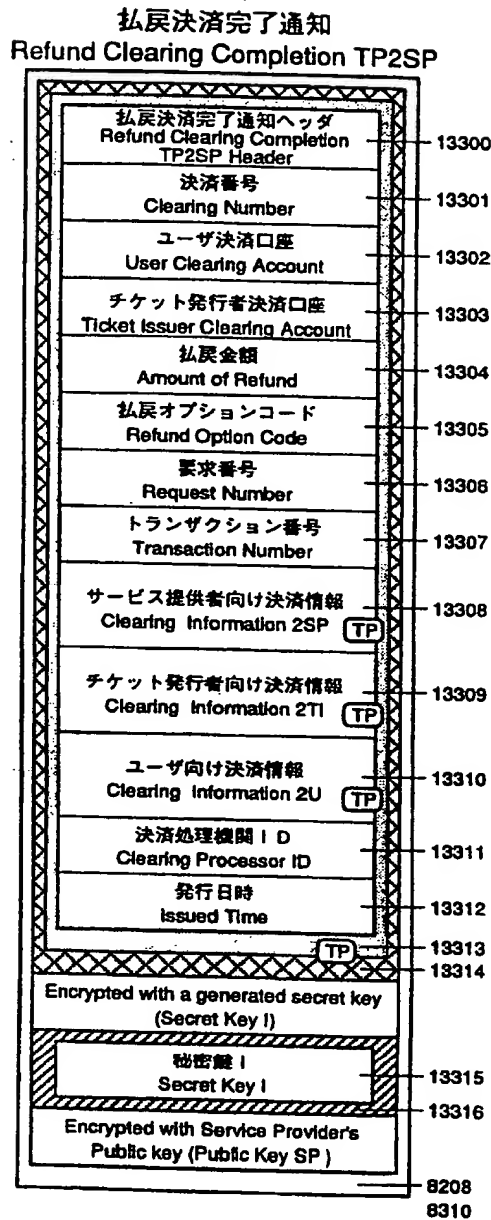 払戻決済完了通知
Refund Clearing Completion TP2SP
払戻決済完了通知ヘッダ
Refund Clearing Completion
TP2SP Header
13300
決済番号
Clearing Number
13301
ユーザ決済口座
User Clearing Account
13302
チケット発行者決済口座
Ticket Issuer Clearing Account
13303
払戻金額
Amount of Refund
13304
払戻オプションコード
Refund Option Code
13305
要求番号
Request Number
13306
トランザクション番号
Transaction Number
13307
サービス提供者向け決済情報
Clearing Information 2SP
TP
13308
チケット発行者向け決済情報
Clearing Information 2TI
TP
13309
ユーザ向け決済情報
Clearing Information 2U
TP
13310
決済処理機関ID
Clearing Processor ID
13311
発行日時
Issued Time
13312
TP
13313
13314
Encrypted with a generated secret key
(Secret Key I)
秘密鍵 I
Secret Key I
13315
13316
Encrypted with Service Provider's
Public key (Public Key SP )
8208
8310